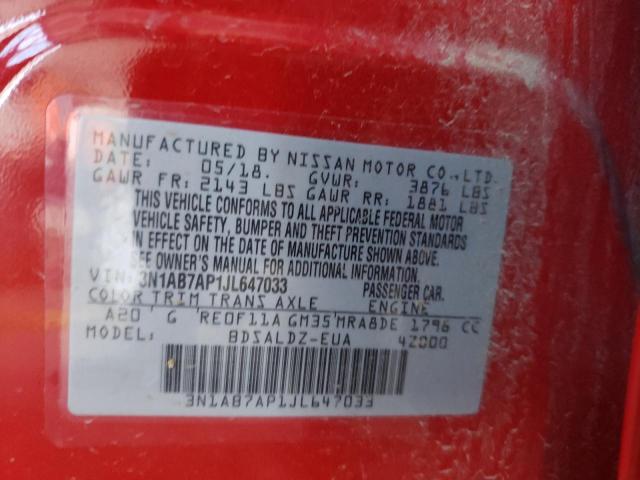 MANUFACTURED BY NISSAN MOTOR CO.,LTD.
DATE: 05/18. GVWR: 3876 LBS
GAWR FR: 2143 LBS GAWR RR: 1881 LBS
THIS VEHICLE CONFORMS TO ALL APPLICABLE FEDERAL MOTOR
VEHICLE SAFETY, BUMPER AND THEFT PREVENTION STANDARDS
IN EFFECT ON THE DATE OF MANUFACTURE SHOWN ABOVE.
SEE OWNER'S MANUAL FOR ADDITIONAL INFORMATION.
VIN: 3N1AB7AP1JL647033 PASSENGER CAR.
COLOR TRIM TRANS AXLE ENGINE
A20 G RE0F11A GM35 MRA8DE 1796 CC
MODEL: BDSALDZ-EUA 4Z000
3N1AB7AP1JL647033